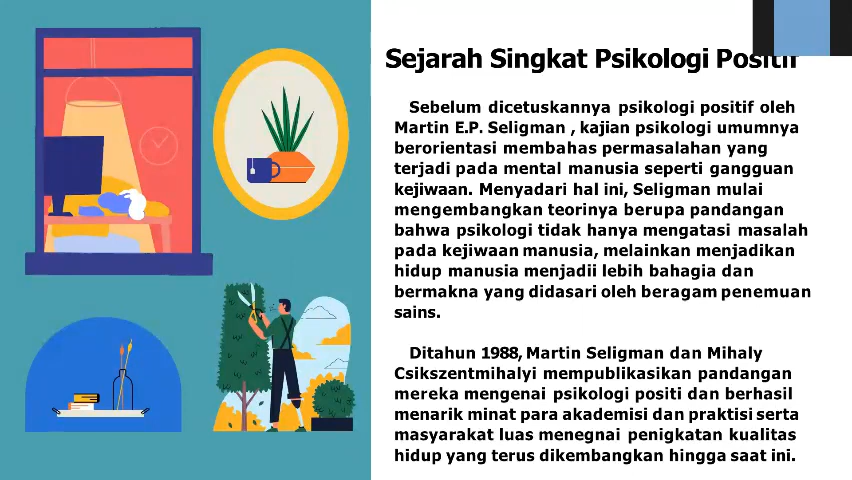 Sejarah Singkat Psikologi Positif
Sebelum dicetuskannya psikologi positif oleh
Martin E.P. Seligman , kajian psikologi umumnya
berorientasi membahas permasalahan yang
terjadi pada mental manusia seperti gangguan
kejiwaan. Menyadari hal ini, Seligman mulai
mengembangkan teorinya berupa pandangan
bahwa psikologi tidak hanya mengatasi masalah
pada kejiwaan manusia, melainkan menjadikan
hidup manusia menjadii lebih bahagia dan
bermakna yang didasari oleh beragam penemuan
sains.
Ditahun 1988, Martin Seligman dan Mihaly
Csikszentmihalyi mempublikasikan pandangan
mereka mengenai psikologi positi dan berhasil
menarik minat para akademisi dan praktisi serta
masyarakat luas menegnai penigkatan kualitas
hidup yang terus dikembangkan hingga saat ini.